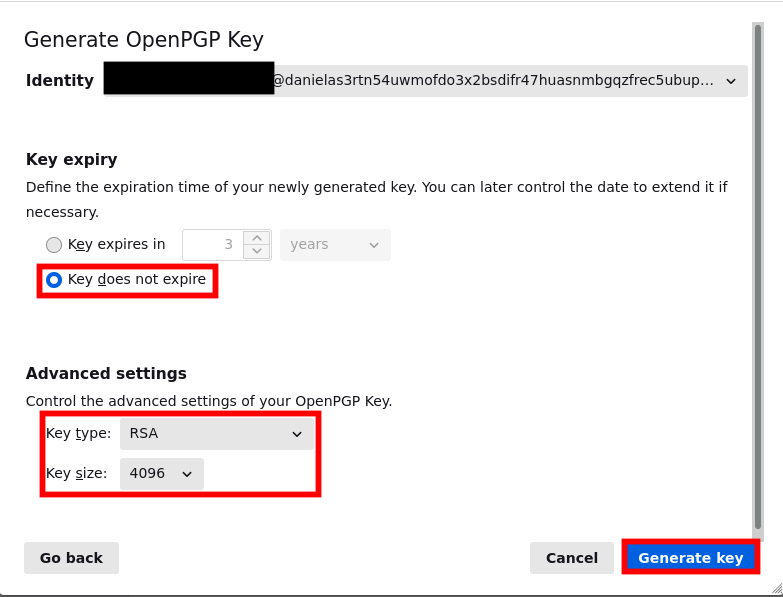 Generate OpenPGP Key
Identity @danielas3rtn54uwmofdo3x2bsdifr47huasnmbgqzfrec5ubup...
Key expiry
Define the expiration time of your newly generated key. You can later control the date to extend it if
necessary.
Key expires in 3 years
Key does not expire
Advanced settings
Control the advanced settings of your OpenPGP Key.
Key type: RSA
Key size: 4096
Go back Cancel Generate key